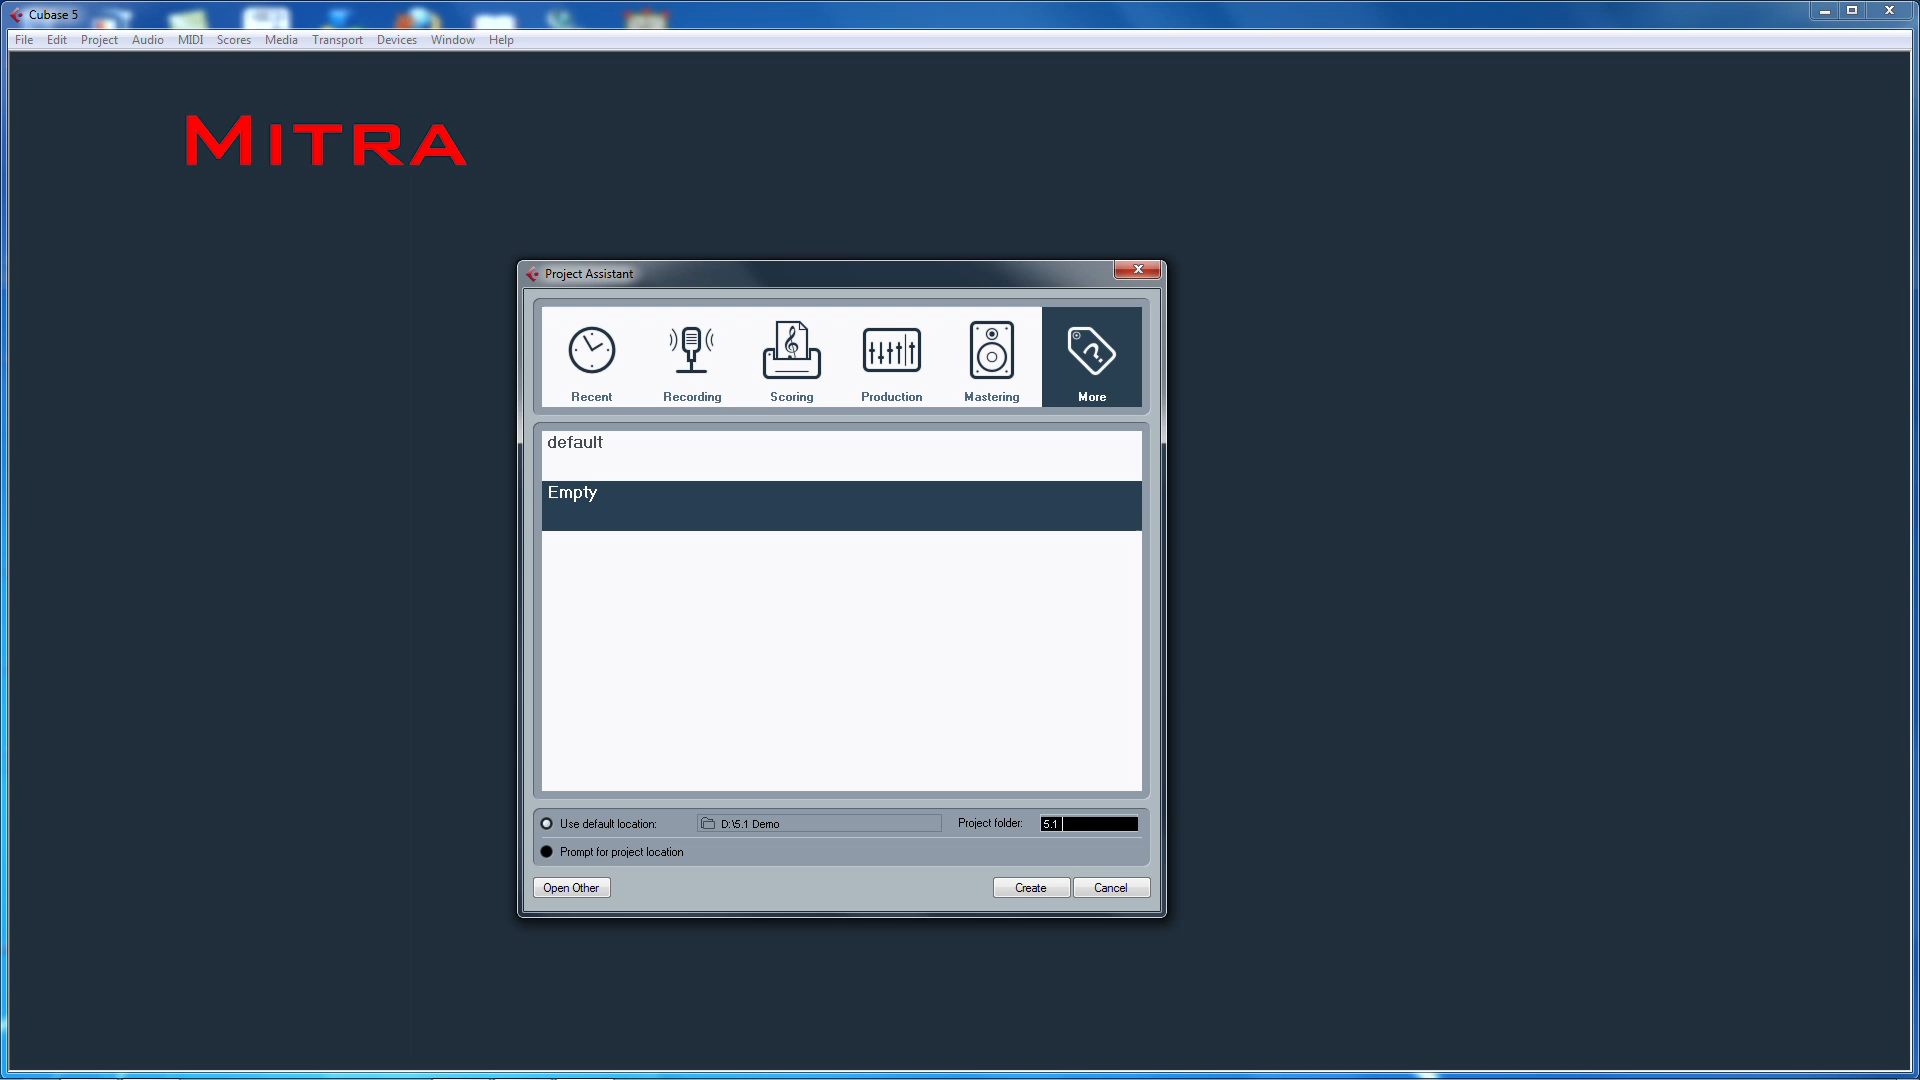 Cubase 5
File Edit Project Audio MIDI Scores Media Transport Devices Window Help
MITRA
Project Assistant
Recent Recording Scoring Production Mastering More
default
Empty
Use default location: D:\5.1 Demo Project folder: 5.1
Prompt for project location
Open Other Create Cancel